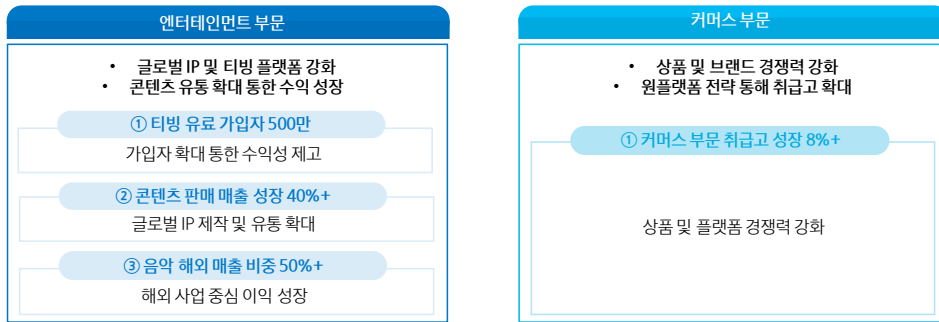 엔터테인먼트 부문
• 글로벌 IP 및 티빙 플랫폼 강화
• 콘텐츠 유통 확대 통한 수익 성장
① 티빙 유료 가입자 500만
가입자 확대 통한 수익성 제고
② 콘텐츠 판매 매출 성장 40%+
글로벌 IP 제작 및 유통 확대
③ 음악 해외 매출 비중 50%+
해외 사업 중심 이익 성장
커머스 부문
• 상품 및 브랜드 경쟁력 강화
• 원플랫폼 전략 통해 취급고 확대
① 커머스 부문 취급고 성장 8%+
상품 및 플랫폼 경쟁력 강화